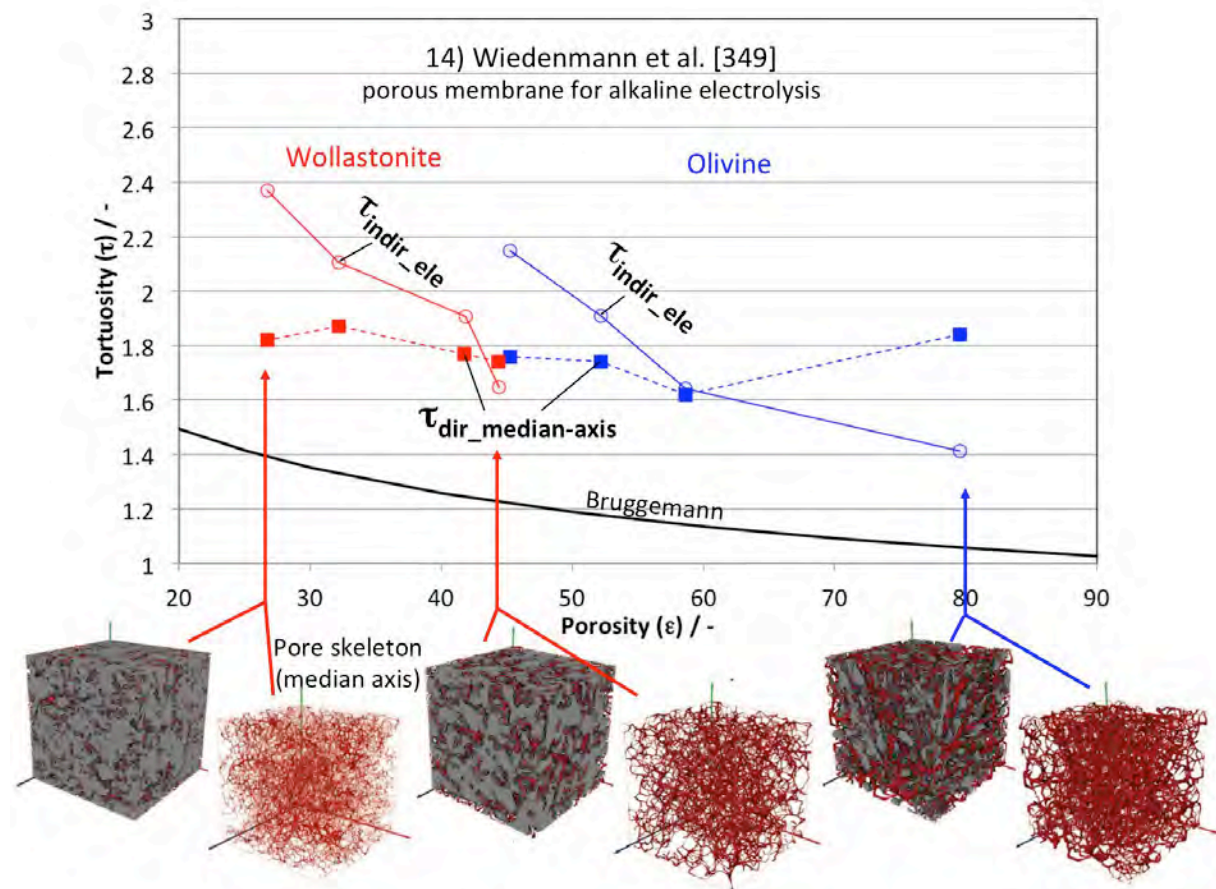 14) Wiedenmann et al. [349]
porous membrane for alkaline electrolysis
Wollastonite
Olivine
τindir_ele
τindir_ele
τdir_median-axis
Bruggemann
Tortuosity (τ) / -
3
2.8
2.6
2.4
2.2
2
1.8
1.6
1.4
1.2
1
20 30 40 50 60 70 80 90
Porosity (ε) / -
Pore skeleton
(median axis)